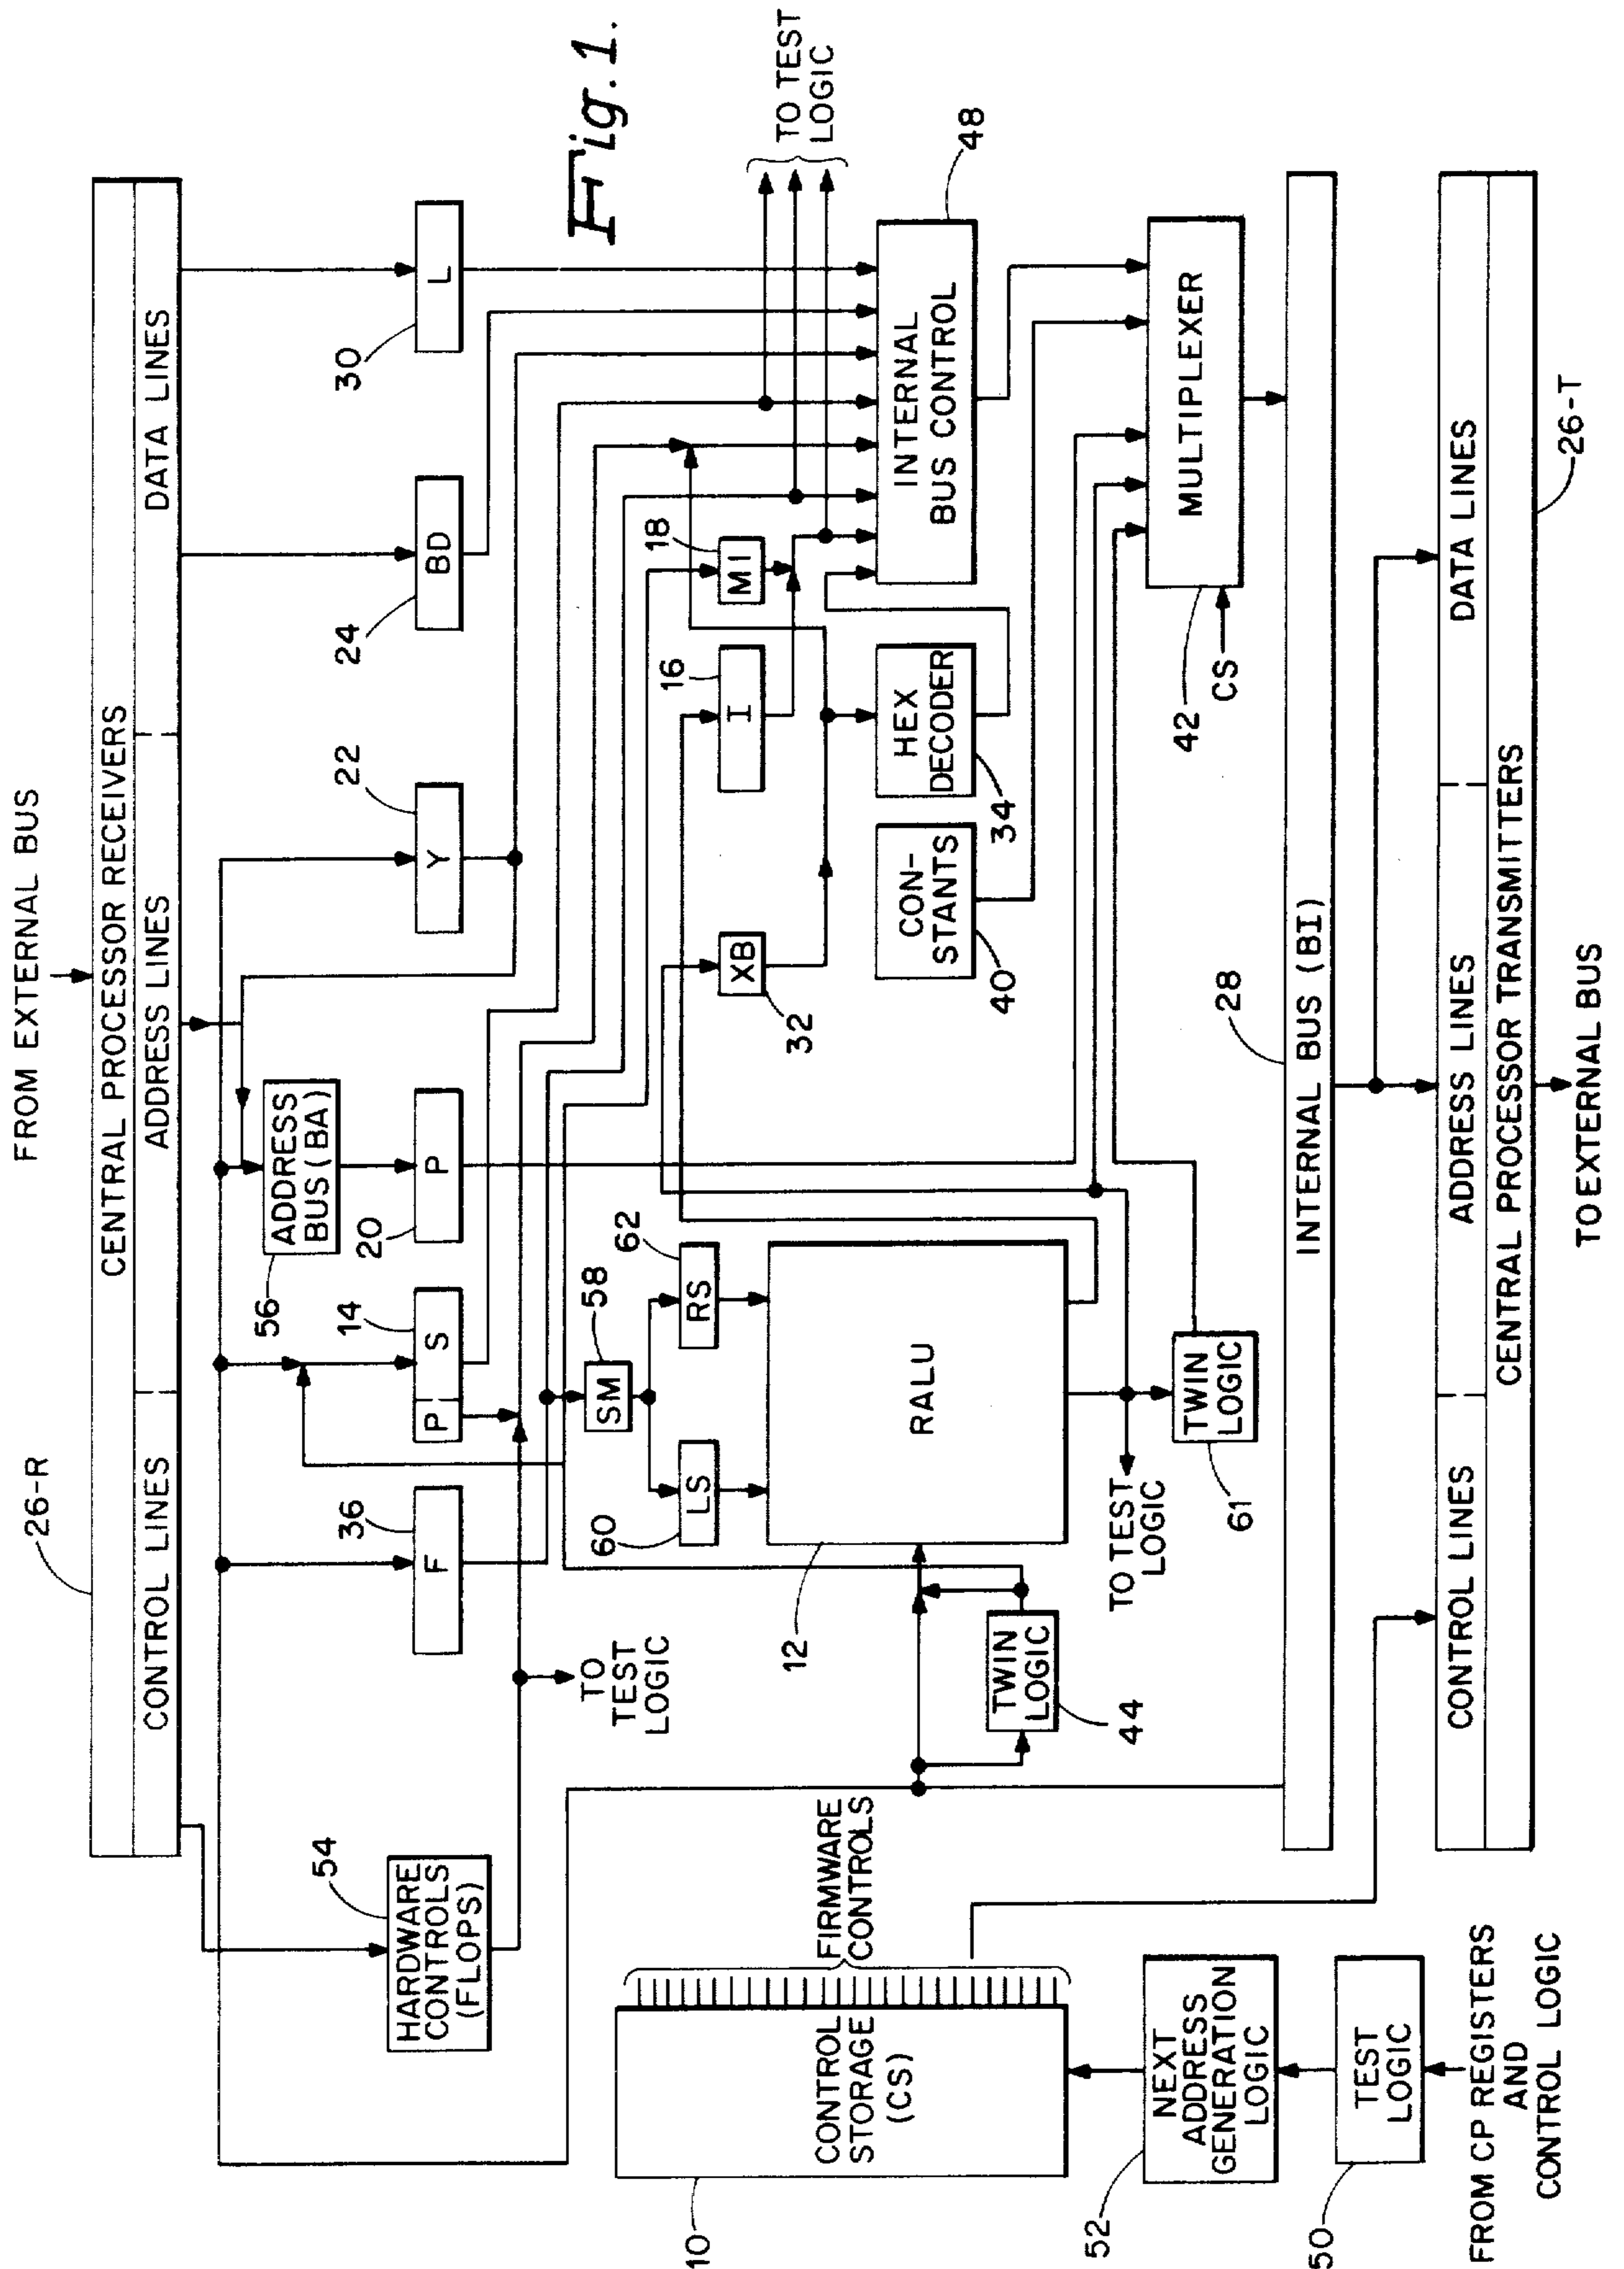 Fig. 1.
FROM EXTERNAL BUS
26-R
CENTRAL PROCESSOR RECEIVERS
CONTROL LINES
ADDRESS LINES
DATA LINES
54
HARDWARE
CONTROLS
(FLOPS)
36
F
14
P
S
56
ADDRESS
BUS (BA)
20
P
22
Y
24
BD
30
L
TO
TEST
LOGIC
58
SM
60
LS
62
RS
12
RALU
44
TWIN
LOGIC
TO TEST
LOGIC
61
TWIN
LOGIC
32
XB
16
I
18
MI
TO TEST
LOGIC
40
CON-
STANTS
34
HEX
DECODER
48
INTERNAL
BUS CONTROL
42
MULTIPLEXER
CS
10
CONTROL
STORAGE
(CS)
FIRMWARE
CONTROLS
52
NEXT
ADDRESS
GENERATION
LOGIC
50
TEST
LOGIC
FROM CP REGISTERS
AND
CONTROL LOGIC
28
INTERNAL BUS (BI)
CONTROL LINES
ADDRESS LINES
DATA LINES
CENTRAL PROCESSOR TRANSMITTERS
26-T
TO EXTERNAL BUS